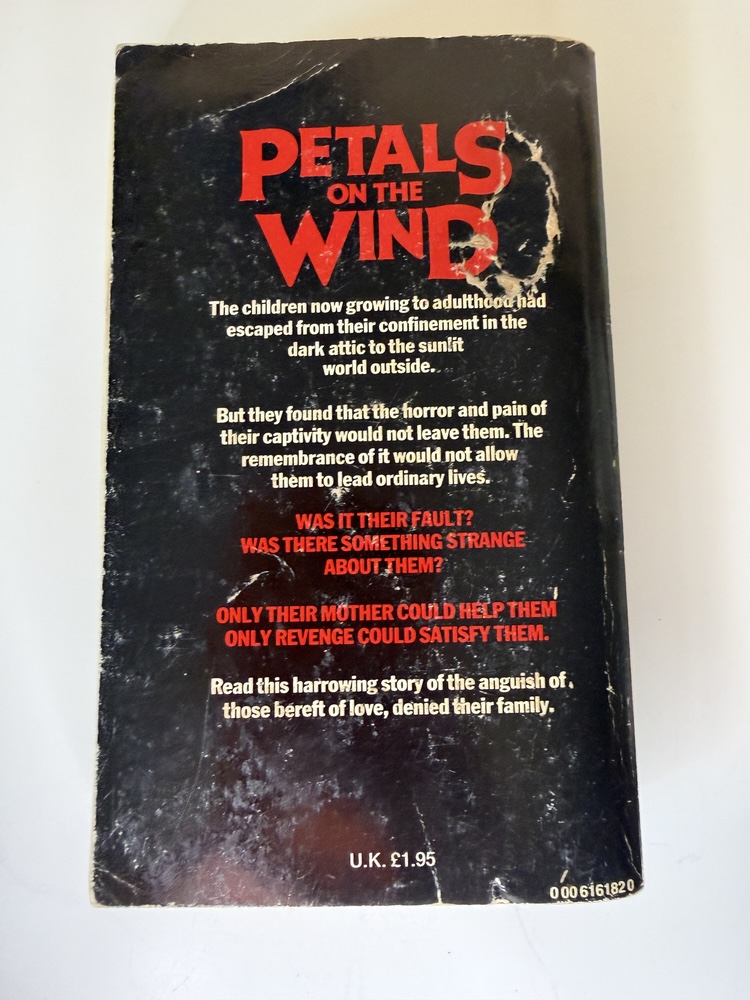 PETALS
ON THE
WIND
The children now growing to adulthood had
escaped from their confinement in the
dark attic to the sunlit
world outside.
But they found that the horror and pain of
their captivity would not leave them. The
remembrance of it would not allow
them to lead ordinary lives.
WAS IT THEIR FAULT?
WAS THERE SOMETHING STRANGE
ABOUT THEM?
ONLY THEIR MOTHER COULD HELP THEM
ONLY REVENGE COULD SATISFY THEM.
Read this harrowing story of the anguish of
those bereft of love, denied their family.
U.K. £1.95
0 00 616182 0